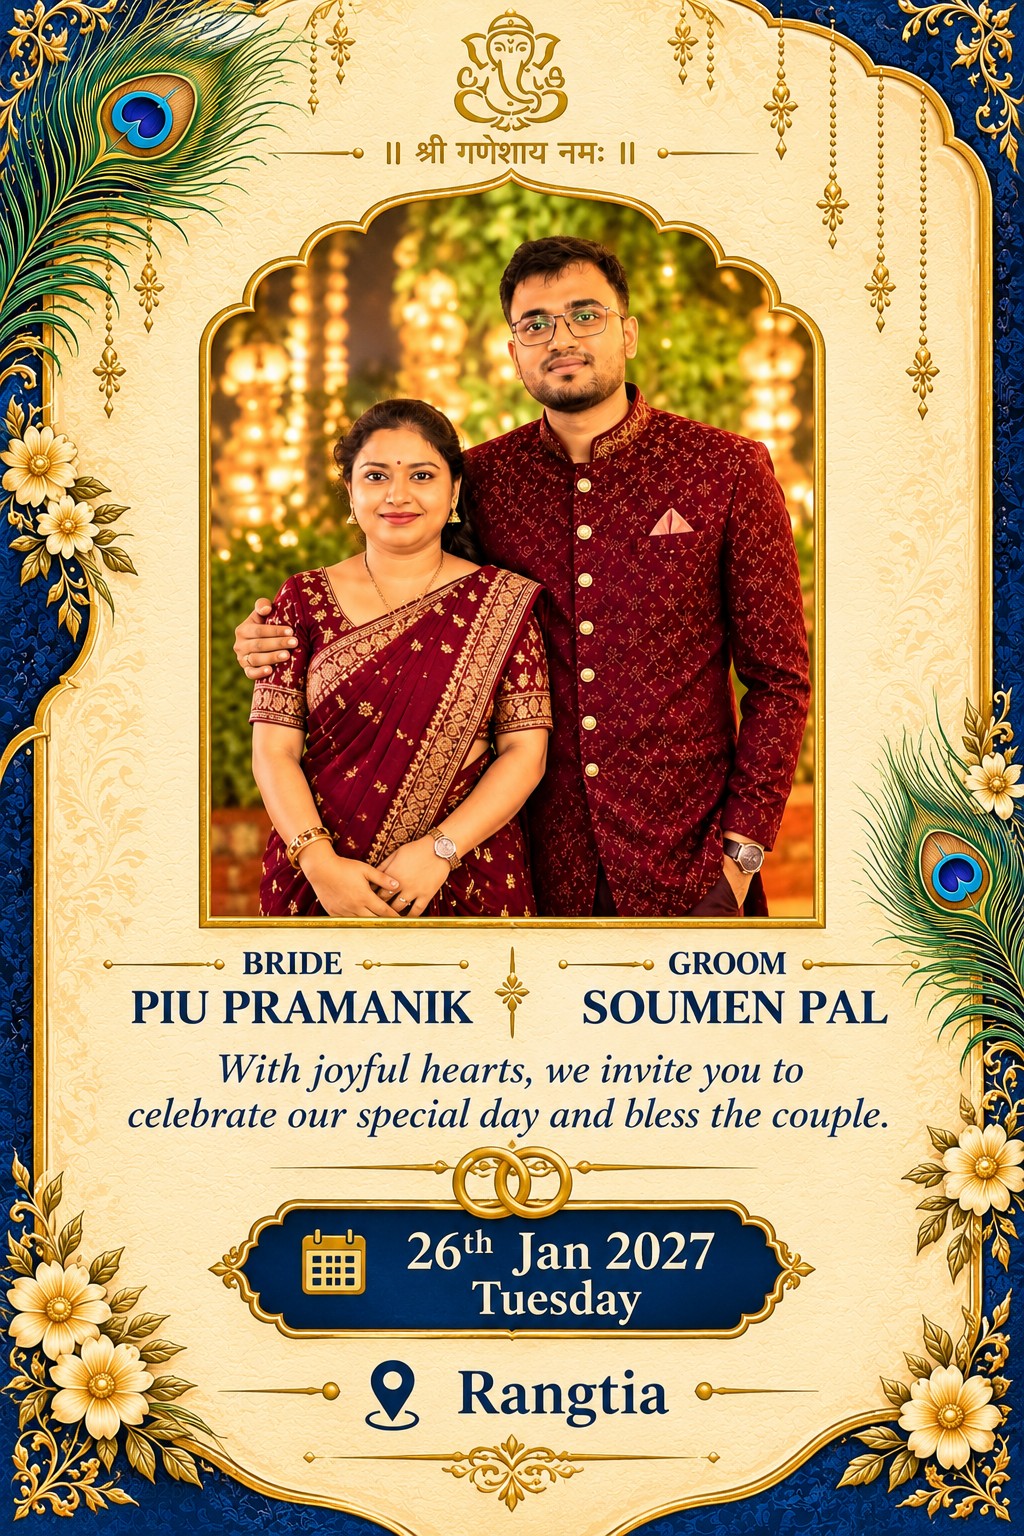 ॥ श्री गणेशाय नमः ॥
BRIDE
PIU PRAMANIK
GROOM
SOUMEN PAL
With joyful hearts, we invite you to
celebrate our special day and bless the couple.
26th Jan 2027
Tuesday
Rangtia